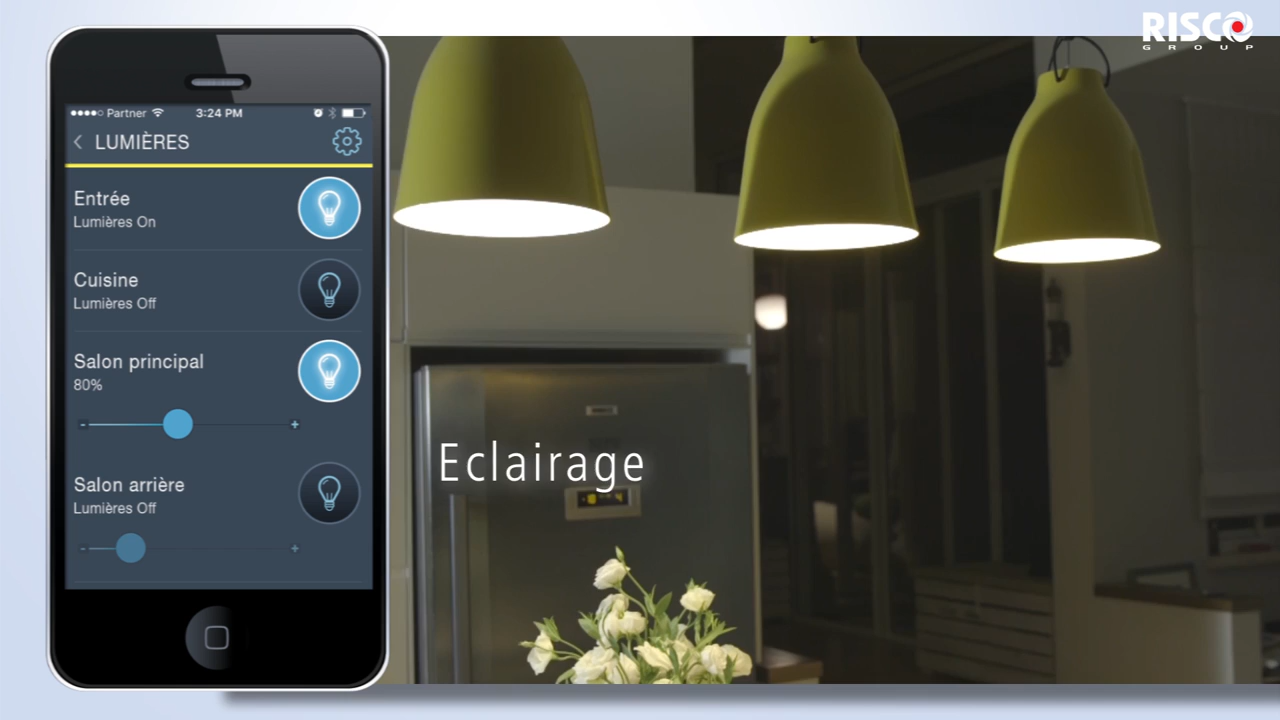 RISCO
GROUP
Partner 3:24 PM
LUMIÈRES
Entrée
Lumières On
Cuisine
Lumières Off
Salon principal
80%
- +
Salon arrière
Lumières Off
- +
Eclairage